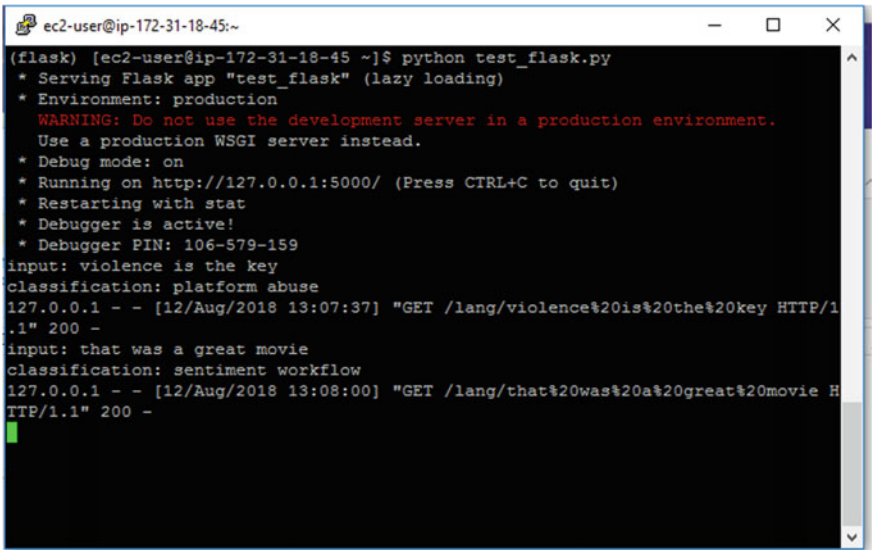 ec2-user@ip-172-31-18-45:~
(flask) [ec2-user@ip-172-31-18-45 ~]$ python test_flask.py
 * Serving Flask app "test_flask" (lazy loading)
 * Environment: production
   WARNING: Do not use the development server in a production environment.
   Use a production WSGI server instead.
 * Debug mode: on
 * Running on http://127.0.0.1:5000/ (Press CTRL+C to quit)
 * Restarting with stat
 * Debugger is active!
 * Debugger PIN: 106-579-159
input: violence is the key
classification: platform abuse
127.0.0.1 - - [12/Aug/2018 13:07:37] "GET /lang/violence%20is%20the%20key HTTP/1
.1" 200 -
input: that was a great movie
classification: sentiment workflow
127.0.0.1 - - [12/Aug/2018 13:08:00] "GET /lang/that%20was%20a%20great%20movie H
TTP/1.1" 200 -